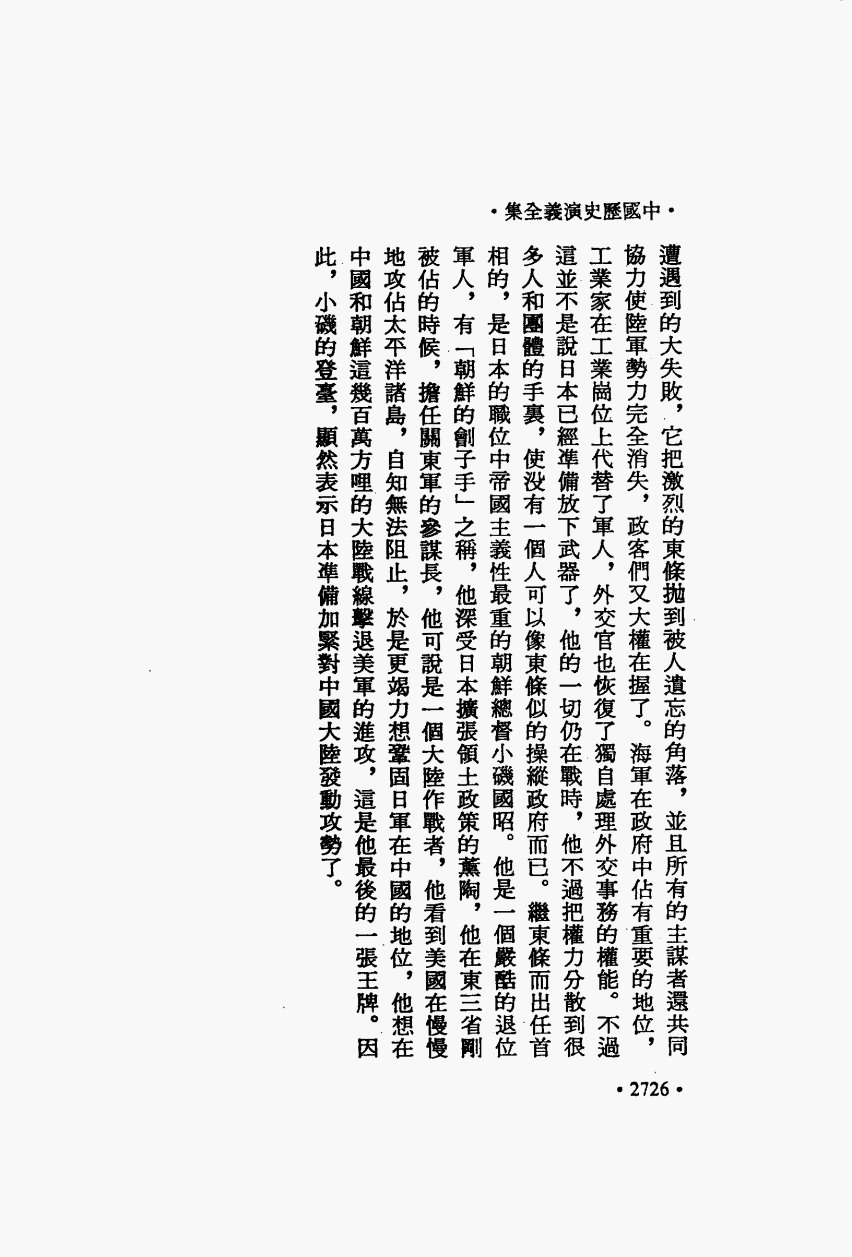 ·中國歷史演義全集·
遭遇到的大失敗，它把激烈的東條拋到被人遺忘的角落，並且所有的主謀者還共同
協力使陸軍勢力完全消失，政客們又大權在握了。海軍在政府中佔有重要的地位，
工業家在工業崗位上代替了軍人，外交官也恢復了獨自處理外交事務的權能。不過
這並不是說日本已經準備放下武器了，他的一切仍在戰時，他不過把權力分散到很
多人和團體的手裏，使没有一個人可以像東條似的操縱政府而已。繼東條而出任首
相的，是日本的職位中帝國主義性最重的朝鮮總督小磯國昭。他是一個嚴酷的退位
軍人，有「朝鮮的劊子手」之稱，他深受日本擴張領土政策的薰陶，他在東三省剛
被佔的時候，擔任關東軍的參謀長，他可說是一個大陸作戰者，他看到美國在慢慢
地攻佔太平洋諸島，自知無法阻止，於是更竭力想鞏固日軍在中國的地位，他想在
中國和朝鮮這幾百萬方哩的大陸戰線擊退美軍的進攻，這是他最後的一張王牌。因
此，小磯的登臺，顯然表示日本準備加緊對中國大陸發動攻勢了。
·2726·